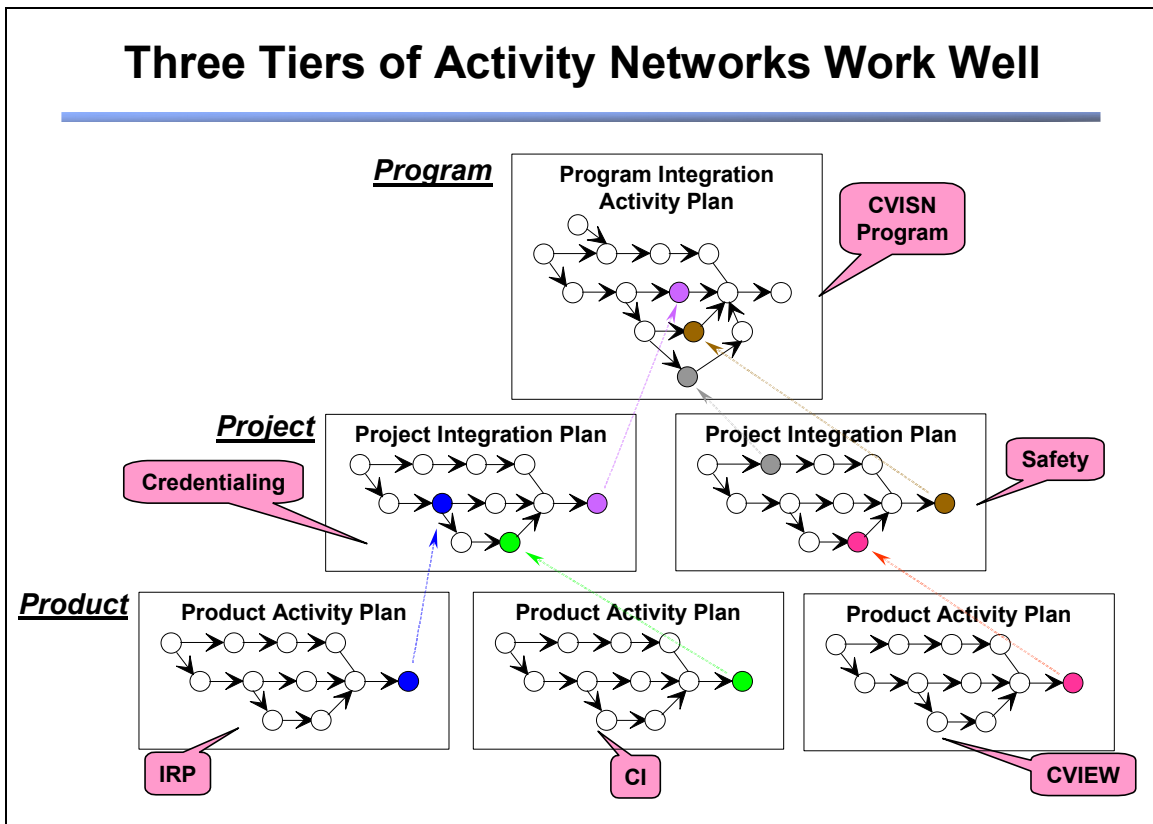 Three Tiers of Activity Networks Work Well
Program
Program Integration
Activity Plan
CVISN
Program
Project
Project Integration Plan
Project Integration Plan
Credentialing
Safety
Product
Product Activity Plan
Product Activity Plan
Product Activity Plan
IRP
CI
CVIEW